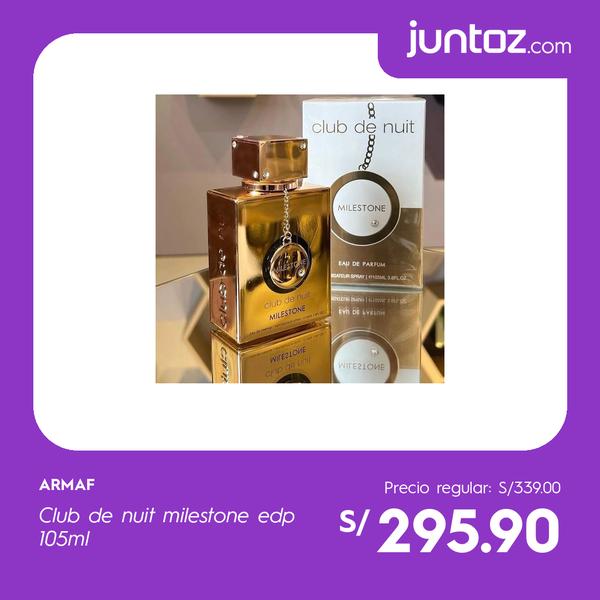 juntoz.com
club de nuit
MILESTONE
EAU DE PARFUM
MILESTONE
club de nuit
MILESTONE
ARMAF
Club de nuit milestone edp
105ml
Precio regular: S/339.00
S/295.90